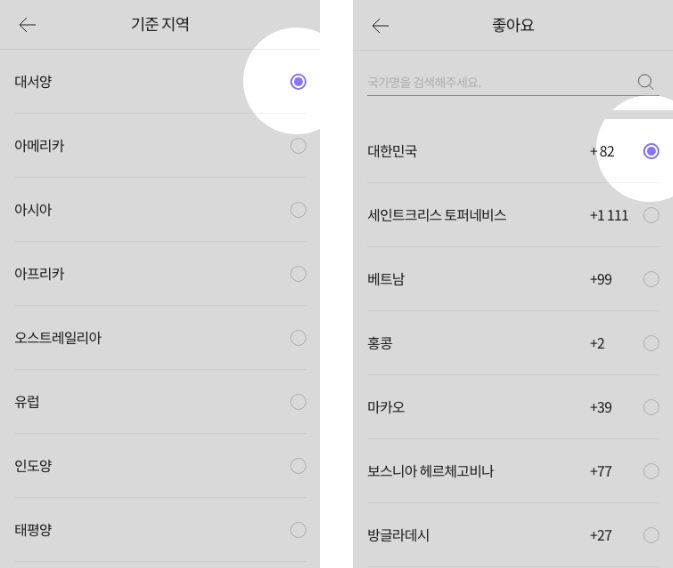 기준 지역
대서양
아메리카
아시아
아프리카
오스트레일리아
유럽
인도양
태평양
좋아요
국가명을 검색해주세요.
대한민국 + 82
세인트크리스 토퍼네비스 +1 111
베트남 +99
홍콩 +2
마카오 +39
보스니아 헤르체고비나 +77
방글라데시 +27